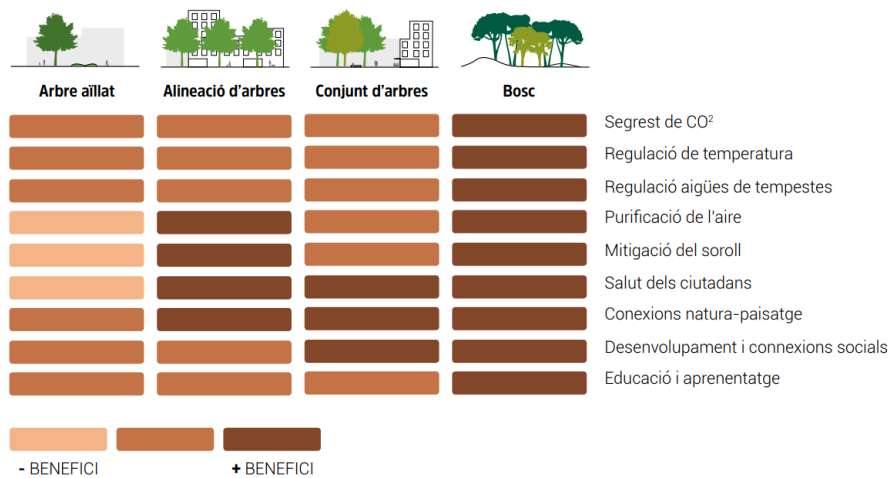 Arbre aïllat
Alineació d'arbres
Conjunt d'arbres
Bosc
Segrest de CO²
Regulació de temperatura
Regulació aigües de tempestes
Purificació de l'aire
Mitigació del soroll
Salut dels ciutadans
Conexions natura-paisatge
Desenvolupament i connexions socials
Educació i aprenentatge
- BENEFICI
+ BENEFICI